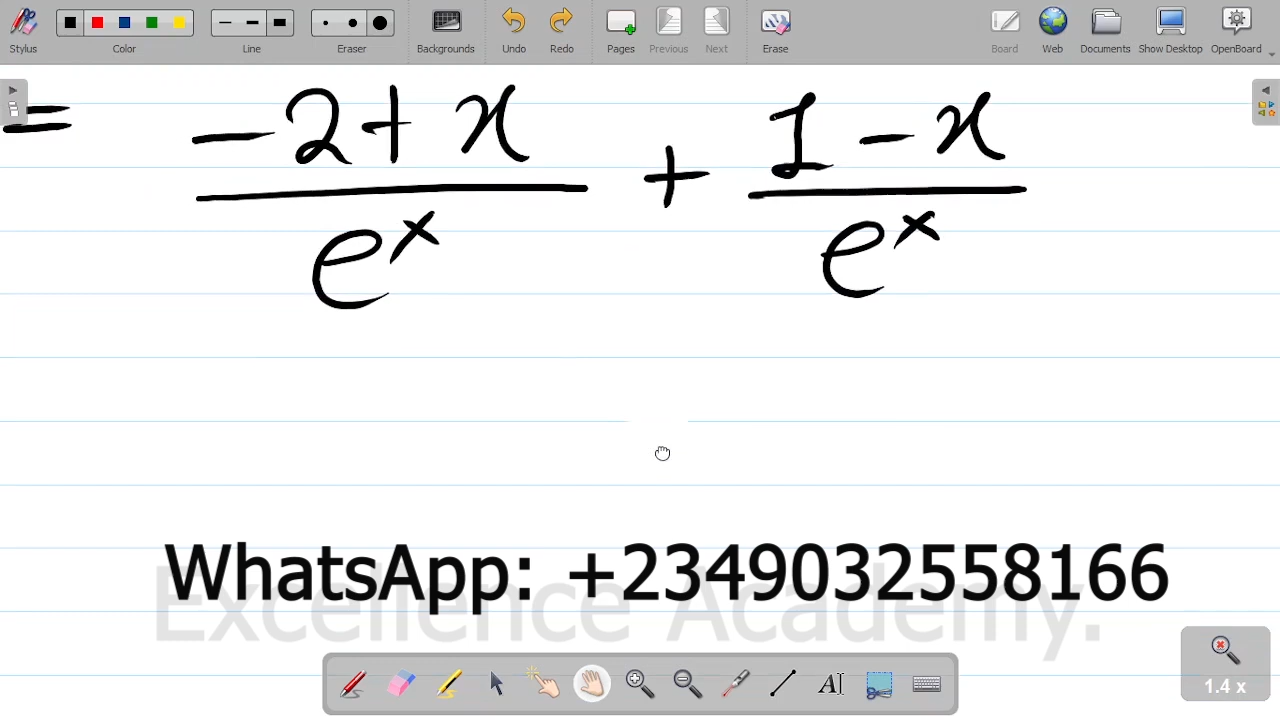 Stylus Color Line Eraser Backgrounds Undo Redo Pages Previous Next Erase Board Web Documents Show Desktop OpenBoard
= -2+x/e^x + 1-x/e^x
WhatsApp: +2349032558166
Excellence Academy.
1.4 x